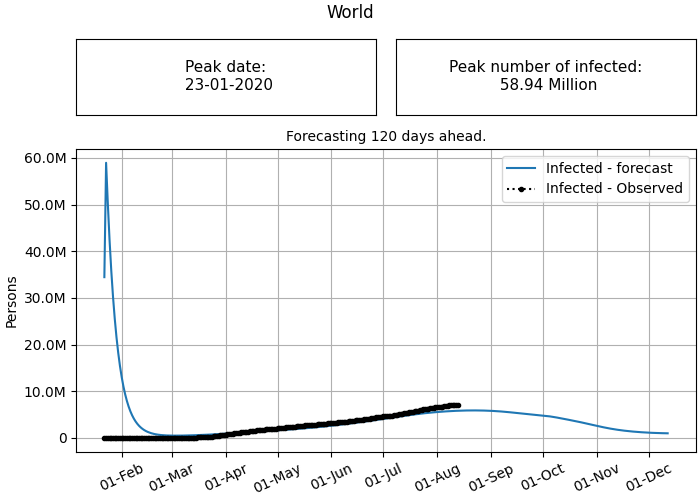 World
Peak date:
23-01-2020
Peak number of infected:
58.94 Million
Forecasting 120 days ahead.
Infected - forecast
Infected - Observed
60.0M
50.0M
40.0M
30.0M
20.0M
10.0M
0
Persons
01-Feb
01-Mar
01-Apr
01-May
01-Jun
01-Jul
01-Aug
01-Sep
01-Oct
01-Nov
01-Dec